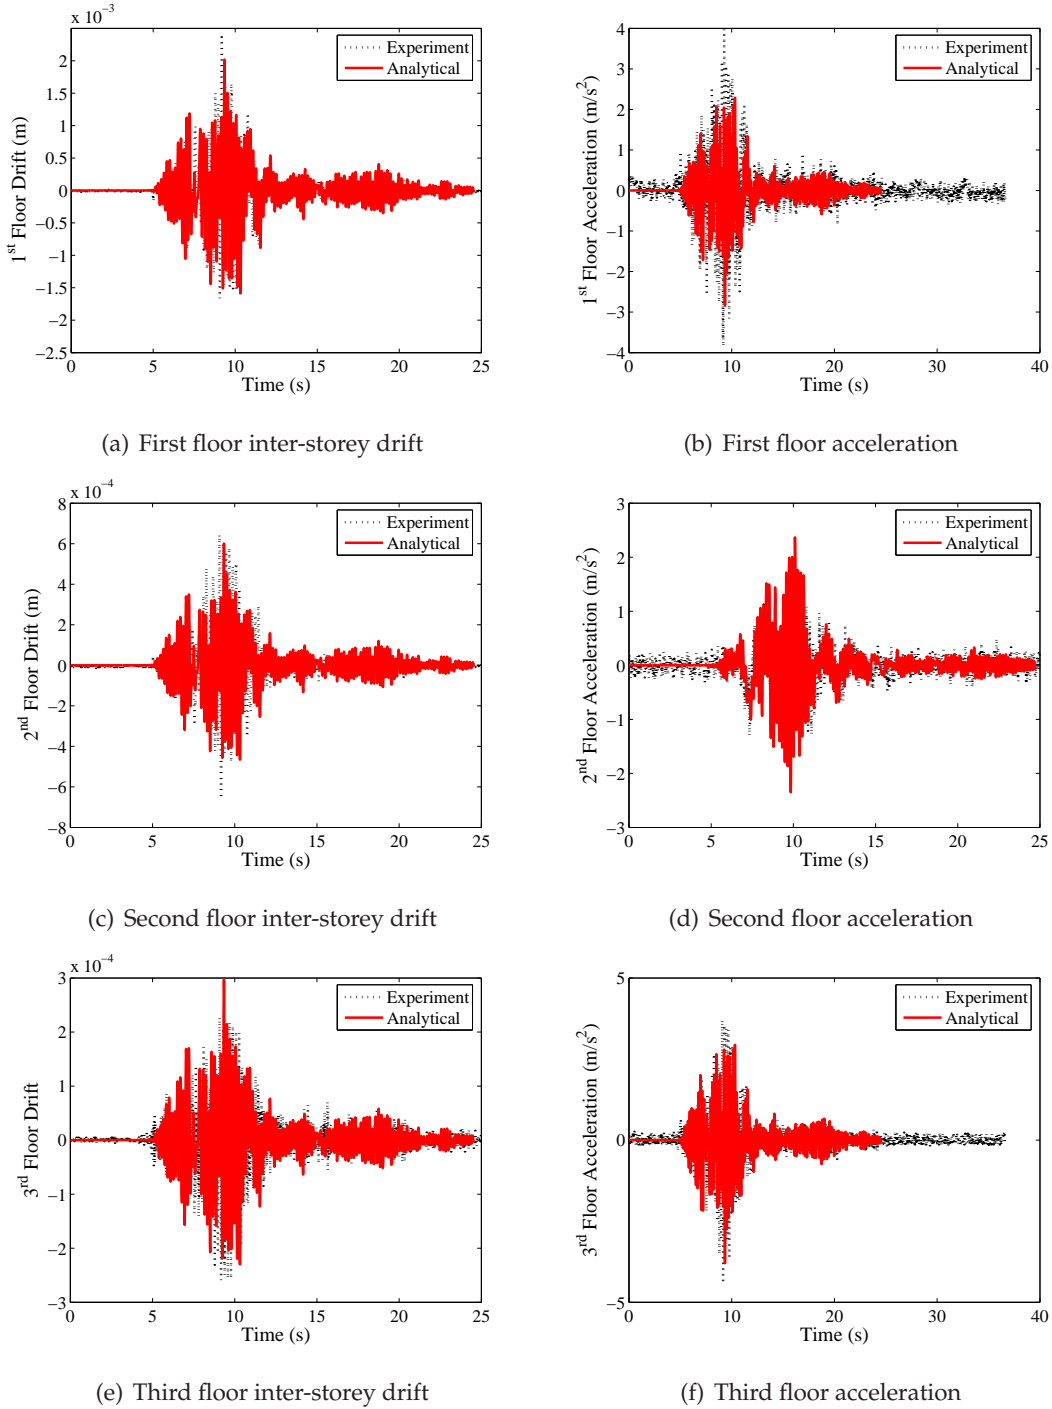 x 10⁻³
2
1.5
1
0.5
0
−0.5
−1
−1.5
−2
−2.5
0 5 10 15 20 25
1st Floor Drift (m)
Time (s)
Experiment
Analytical
(a) First floor inter-storey drift
4
3
2
1
0
−1
−2
−3
−4
0 10 20 30 40
1st Floor Acceleration (m/s²)
Time (s)
Experiment
Analytical
(b) First floor acceleration
x 10⁻⁴
8
6
4
2
0
−2
−4
−6
−8
0 5 10 15 20 25
2nd Floor Drift (m)
Time (s)
Experiment
Analytical
(c) Second floor inter-storey drift
3
2
1
0
−1
−2
−3
0 5 10 15 20 25
2nd Floor Acceleration (m/s²)
Time (s)
Experiment
Analytical
(d) Second floor acceleration
x 10⁻⁴
3
2
1
0
−1
−2
−3
0 5 10 15 20 25
3rd Floor Drift
Time (s)
Experiment
Analytical
(e) Third floor inter-storey drift
5
0
−5
0 10 20 30 40
3rd Floor Acceleration (m/s²)
Time (s)
Experiment
Analytical
(f) Third floor acceleration